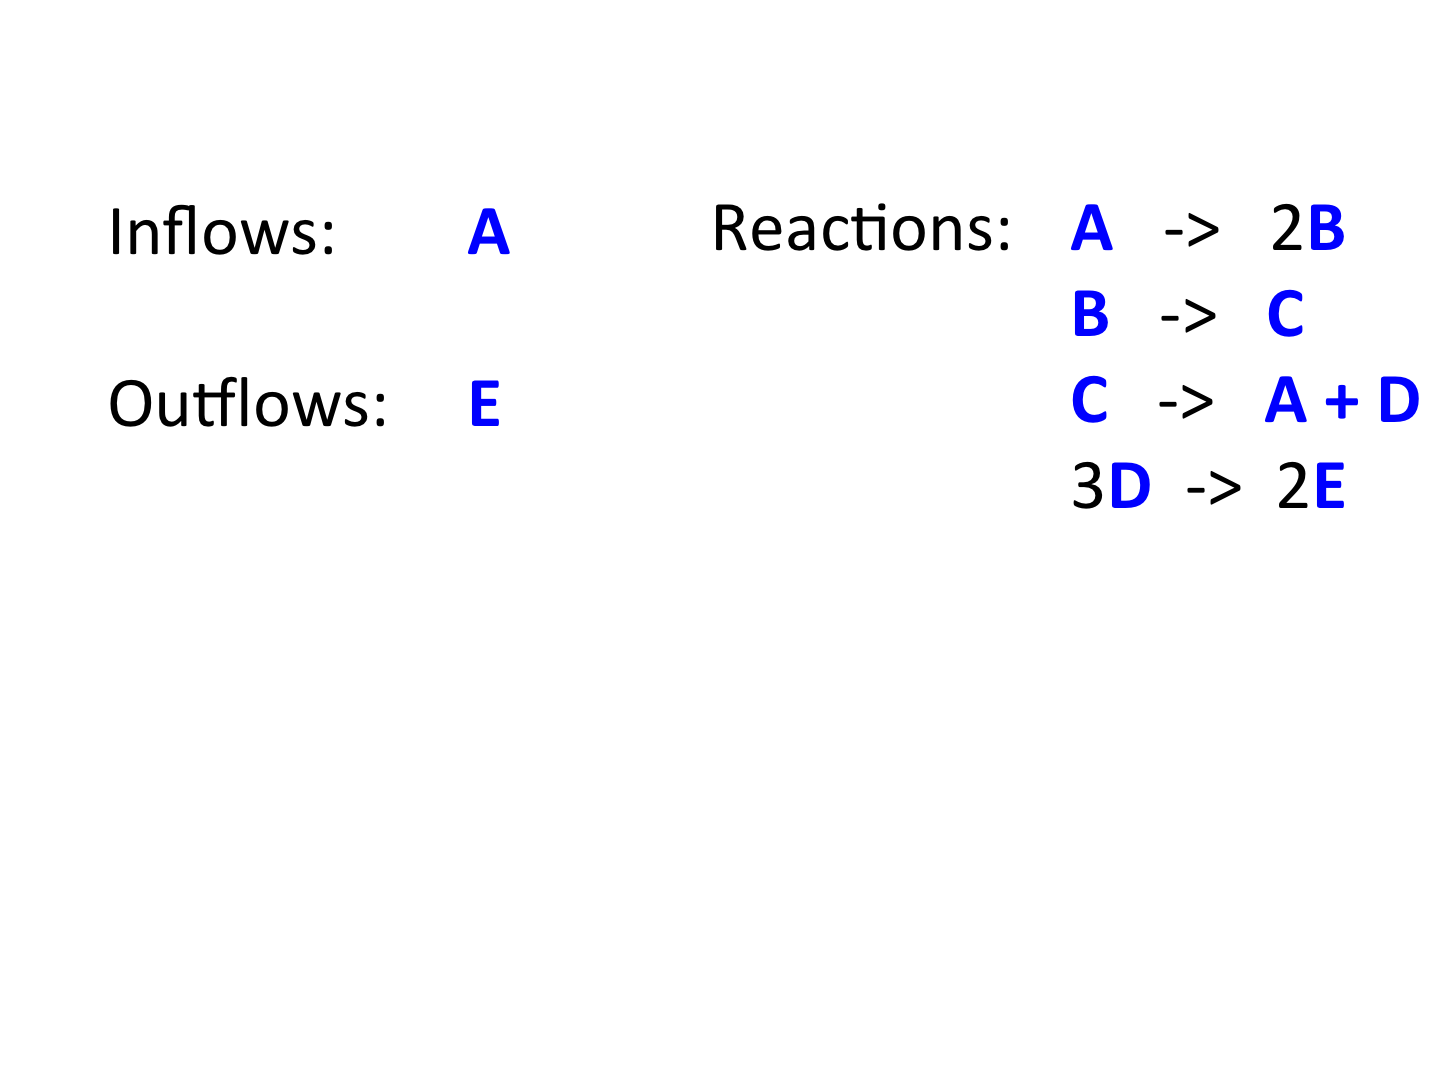 Inflows: A
Outflows: E
Reactions: A -> 2B
B -> C
C -> A + D
3D -> 2E